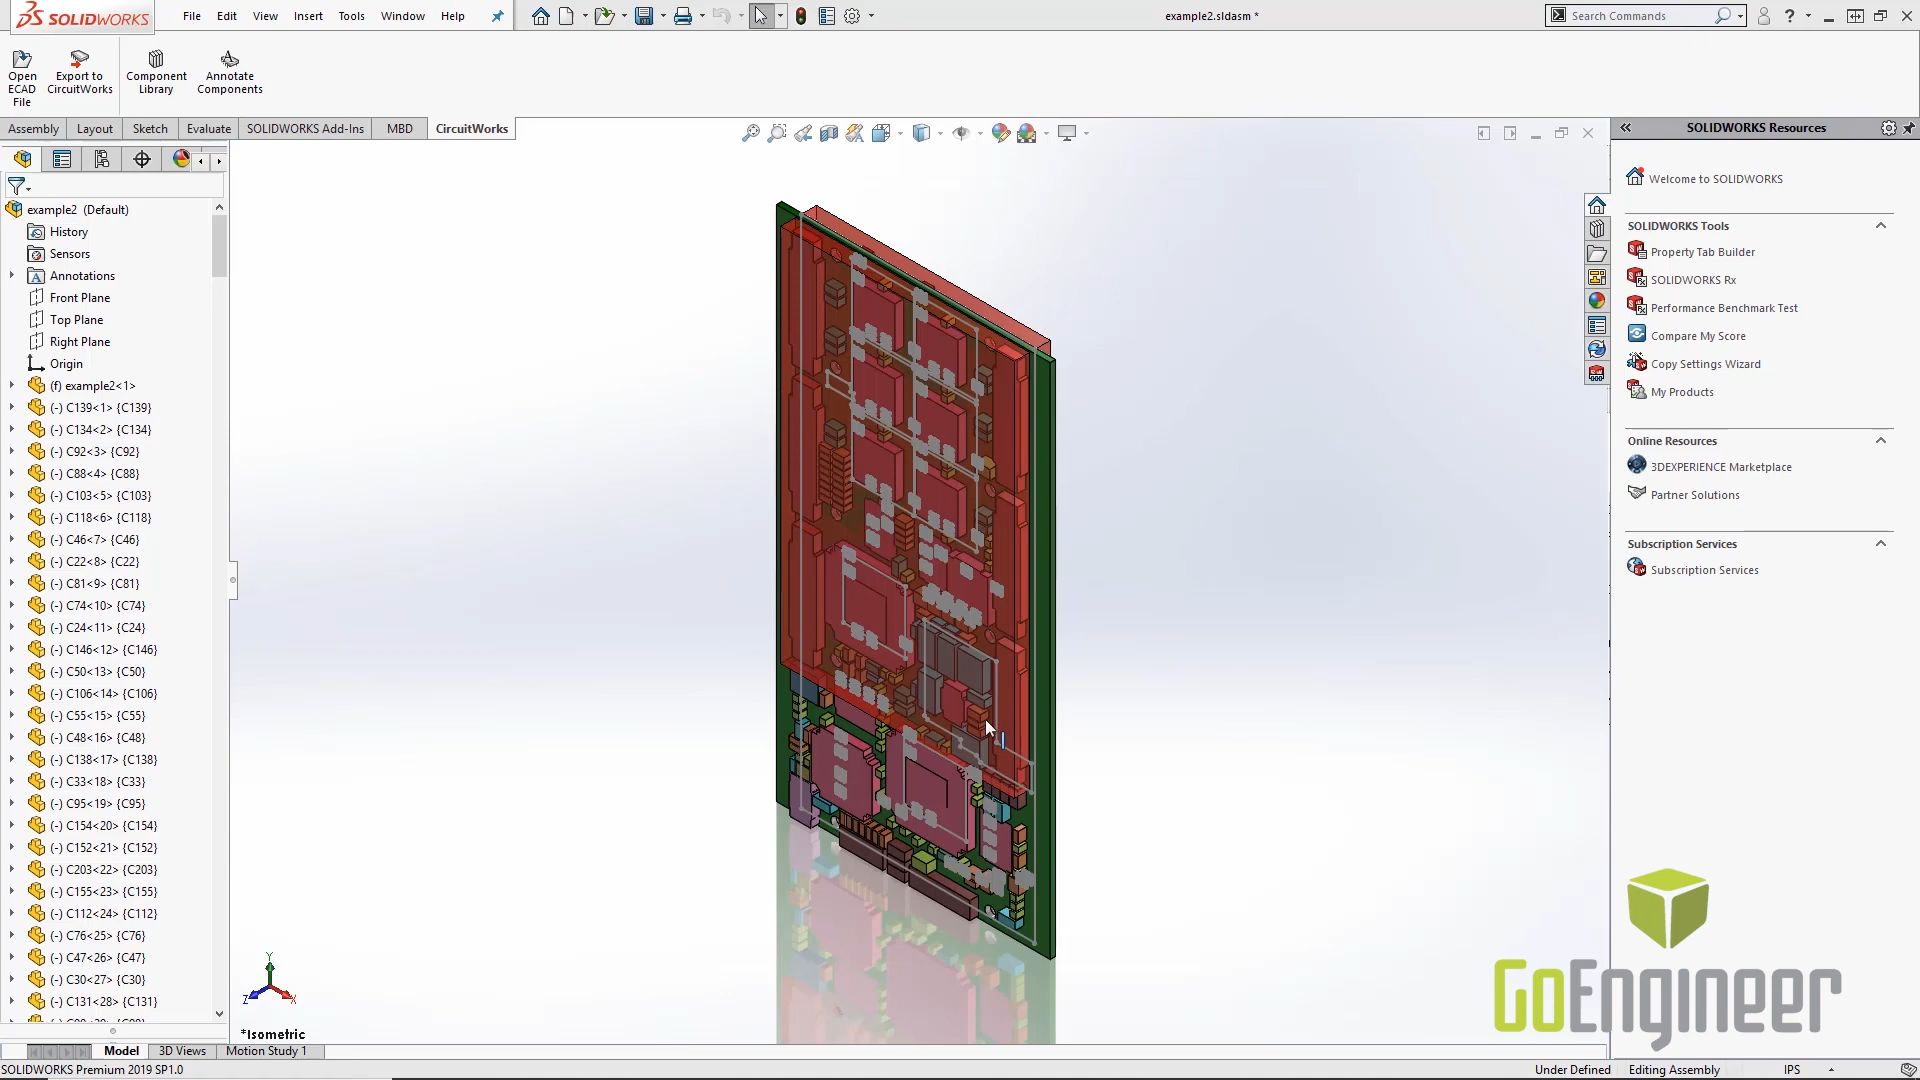 SOLIDWORKS
File Edit View Insert Tools Window Help
example2.sldasm *
Search Commands
Open ECAD File
Export to CircuitWorks
Component Library
Annotate Components
Assembly Layout Sketch Evaluate SOLIDWORKS Add-Ins MBD CircuitWorks
example2 (Default)
History
Sensors
Annotations
Front Plane
Top Plane
Right Plane
Origin
(f) example2<1>
(-) C139<1> {C139}
(-) C134<2> {C134}
(-) C92<3> {C92}
(-) C88<4> {C88}
(-) C103<5> {C103}
(-) C118<6> {C118}
(-) C46<7> {C46}
(-) C22<8> {C22}
(-) C81<9> {C81}
(-) C74<10> {C74}
(-) C24<11> {C24}
(-) C146<12> {C146}
(-) C50<13> {C50}
(-) C106<14> {C106}
(-) C55<15> {C55}
(-) C48<16> {C48}
(-) C138<17> {C138}
(-) C33<18> {C33}
(-) C95<19> {C95}
(-) C154<20> {C154}
(-) C152<21> {C152}
(-) C203<22> {C203}
(-) C155<23> {C155}
(-) C112<24> {C112}
(-) C76<25> {C76}
(-) C47<26> {C47}
(-) C30<27> {C30}
(-) C131<28> {C131}
Y
Z
X
*Isometric
SOLIDWORKS Resources
Welcome to SOLIDWORKS
SOLIDWORKS Tools
Property Tab Builder
SOLIDWORKS Rx
Performance Benchmark Test
Compare My Score
Copy Settings Wizard
My Products
Online Resources
3DEXPERIENCE Marketplace
Partner Solutions
Subscription Services
Subscription Services
GoEngineer
Model 3D Views Motion Study 1
SOLIDWORKS Premium 2019 SP1.0
Under Defined Editing Assembly IPS